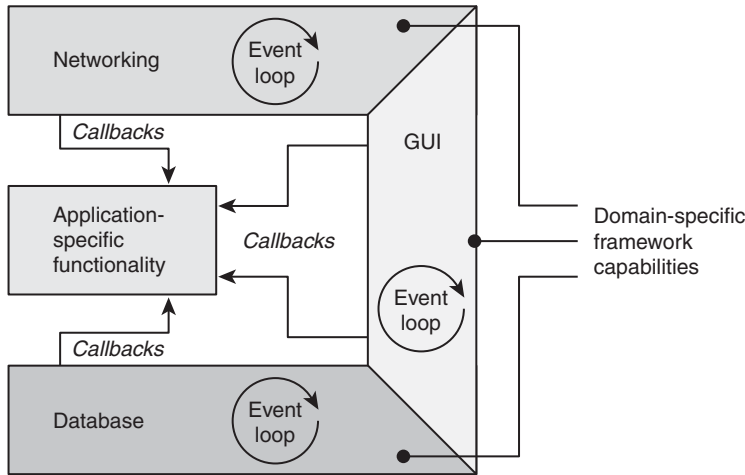 Networking
Event
loop
Callbacks
GUI
Application-
specific
functionality
Callbacks
Domain-specific
framework
capabilities
Event
loop
Callbacks
Database
Event
loop